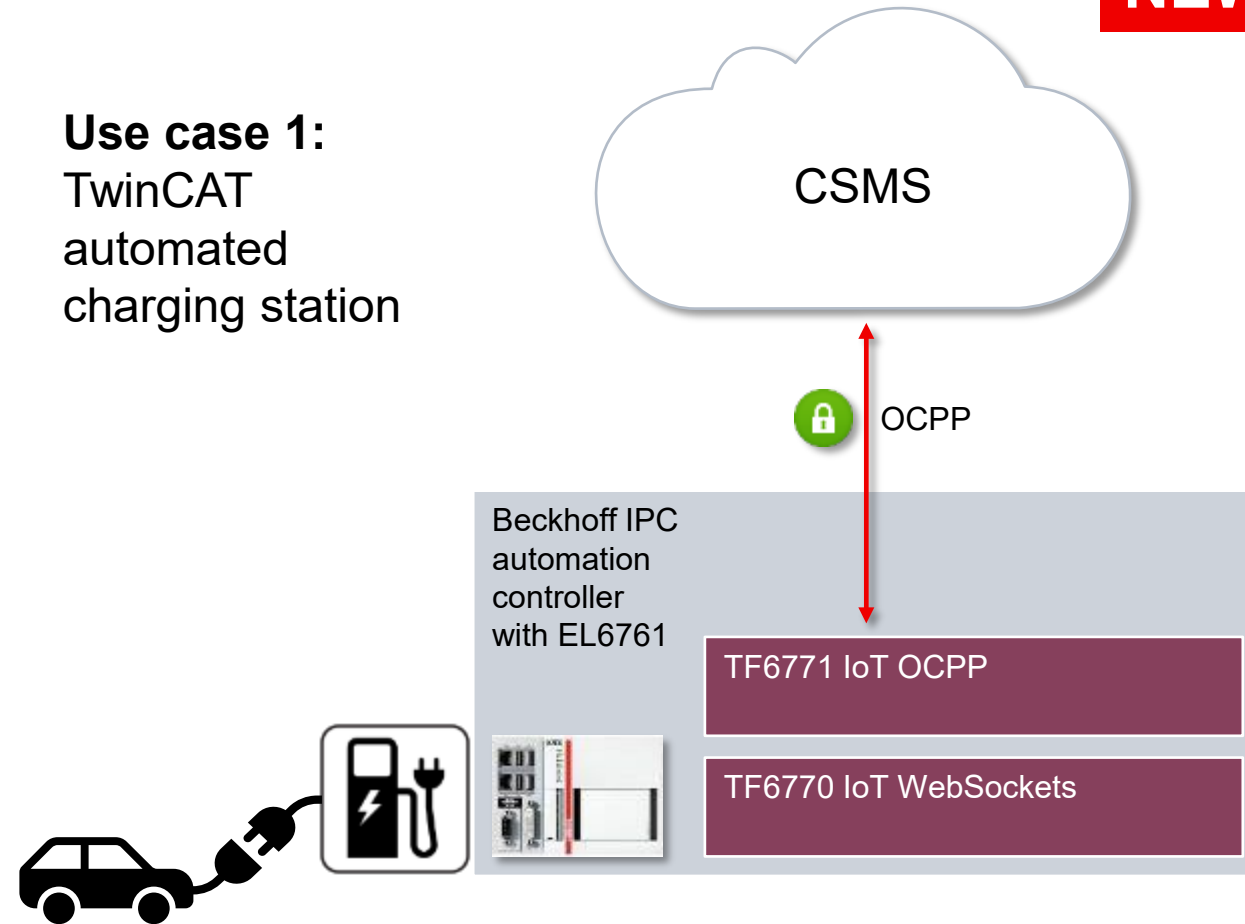 Use case 1:
TwinCAT
automated
charging station
CSMS
OCPP
Beckhoff IPC
automation
controller
with EL6761
TF6771 IoT OCPP
TF6770 IoT WebSockets